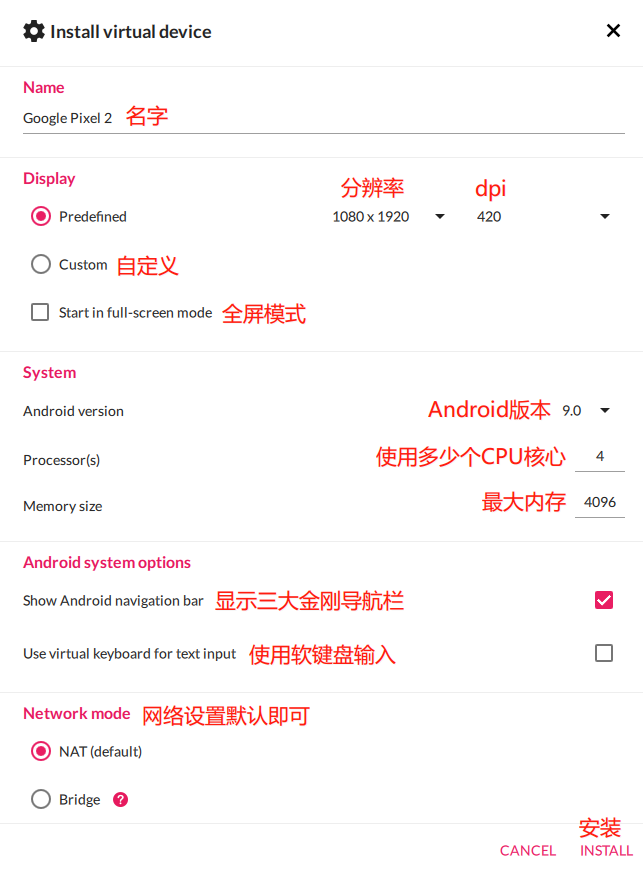 Install virtual device
Name
Google Pixel 2 名字
Display
分辨率 dpi
Predefined 1080 x 1920 420
Custom 自定义
Start in full-screen mode 全屏模式
System
Android version Android版本 9.0
Processor(s) 使用多少个CPU核心 4
Memory size 最大内存 4096
Android system options
Show Android navigation bar 显示三大金刚导航栏
Use virtual keyboard for text input 使用软键盘输入
Network mode 网络设置默认即可
NAT (default)
Bridge ?
安装
CANCEL INSTALL